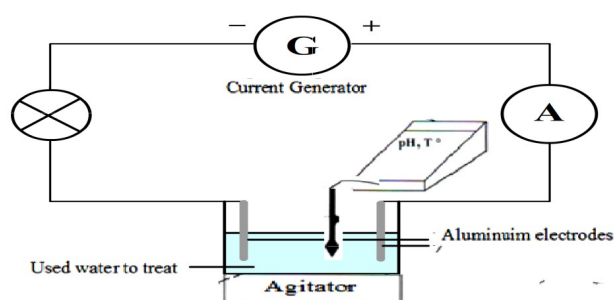 − G +
Current Generator
A
pH, T°
Aluminuim electrodes
Used water to treat
Agitator